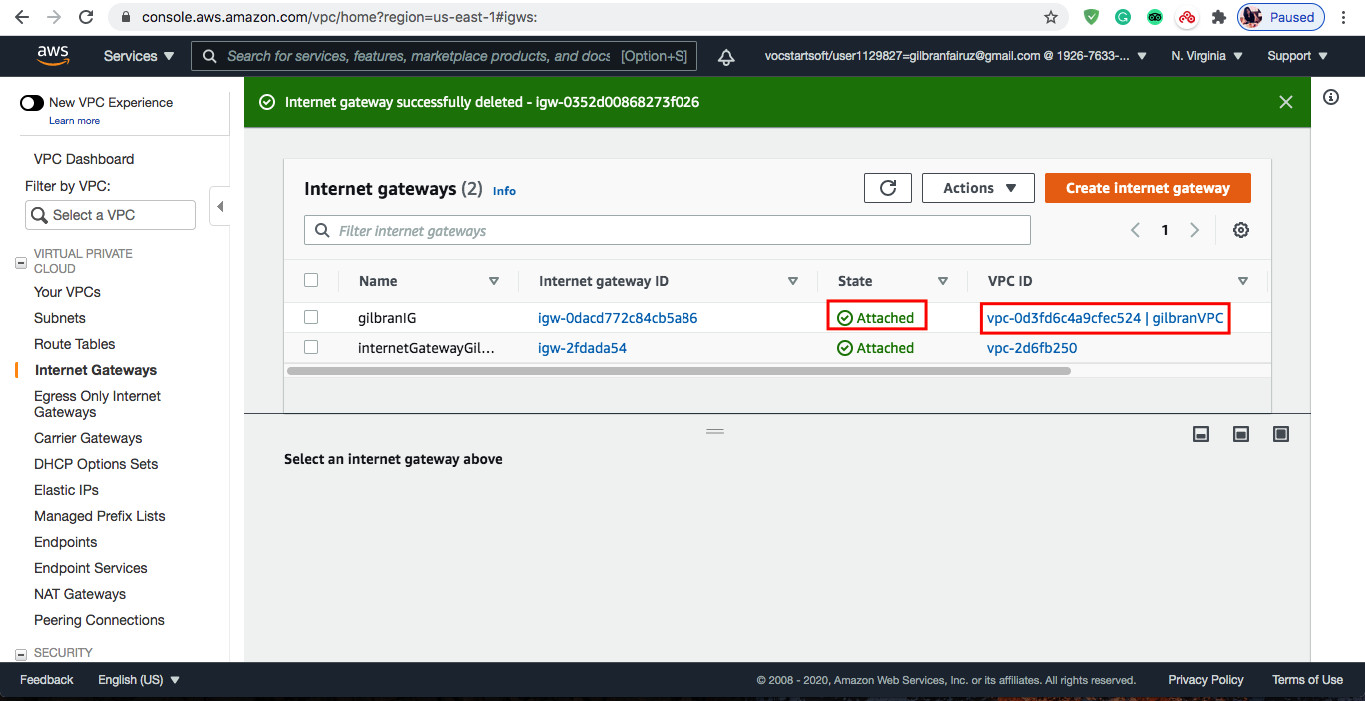 console.aws.amazon.com/vpc/home?region=us-east-1#igws:
Paused
aws
Services
Search for services, features, marketplace products, and docs [Option+S]
vocstartsoft/user1129827=gilbranfairuz@gmail.com @ 1926-7633-...
N. Virginia
Support
New VPC Experience
Learn more
VPC Dashboard
Filter by VPC:
Select a VPC
VIRTUAL PRIVATE
CLOUD
Your VPCs
Subnets
Route Tables
Internet Gateways
Egress Only Internet
Gateways
Carrier Gateways
DHCP Options Sets
Elastic IPs
Managed Prefix Lists
Endpoints
Endpoint Services
NAT Gateways
Peering Connections
SECURITY
Internet gateway successfully deleted - igw-0352d00868273f026
Internet gateways (2) Info
Actions
Create internet gateway
Filter internet gateways
1
Name Internet gateway ID State VPC ID
gilbranIG igw-0dacd772c84cb5a86 Attached vpc-0d3fd6c4a9cfec524 | gilbranVPC
internetGatewayGil... igw-2fdada54 Attached vpc-2d6fb250
Select an internet gateway above
Feedback
English (US)
© 2008 - 2020, Amazon Web Services, Inc. or its affiliates. All rights reserved.
Privacy Policy
Terms of Use